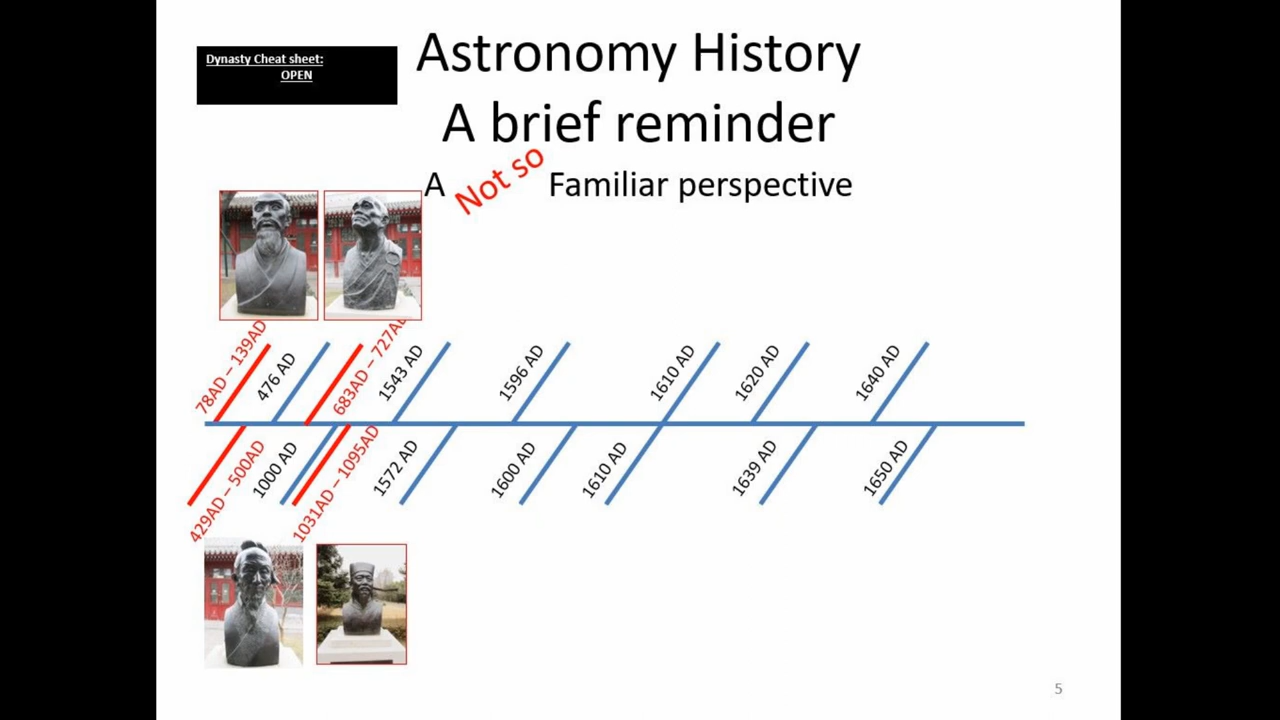 Dynasty Cheat sheet:
OPEN
Astronomy History
A brief reminder
A Not so Familiar perspective
78AD – 139AD
476 AD
683AD – 727AD
1543 AD
1596 AD
1610 AD
1620 AD
1640 AD
429AD – 500AD
1000 AD
1031AD – 1095AD
1572 AD
1600 AD
1610 AD
1639 AD
1650 AD
5